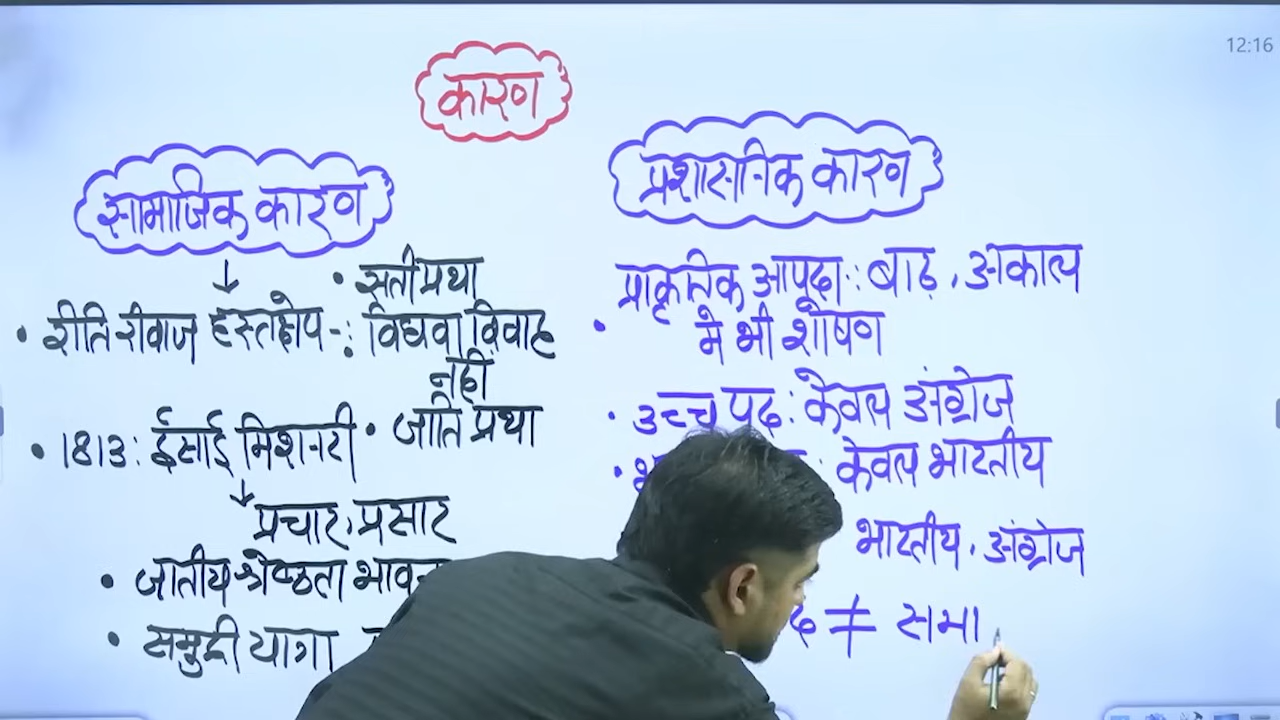 12:16
कारण
सामाजिक कारण
• सतीप्रथा
• रीति रीवाज हस्तक्षेप -: विधवा विवाह
नहीं
• 1813: ईसाई मिशनरी • जाति प्रथा
प्रचार, प्रसार
• जातीय श्रेष्ठता
• समुद्री यात्रा
प्रशासनिक कारण
प्राकृतिक आपदा:: बाढ़, अकाल
• मे भी शोषण
• उच्च पद: केवल अंग्रेज
• : केवल भारतीय
भारतीय, अंग्रेज
≠ समा